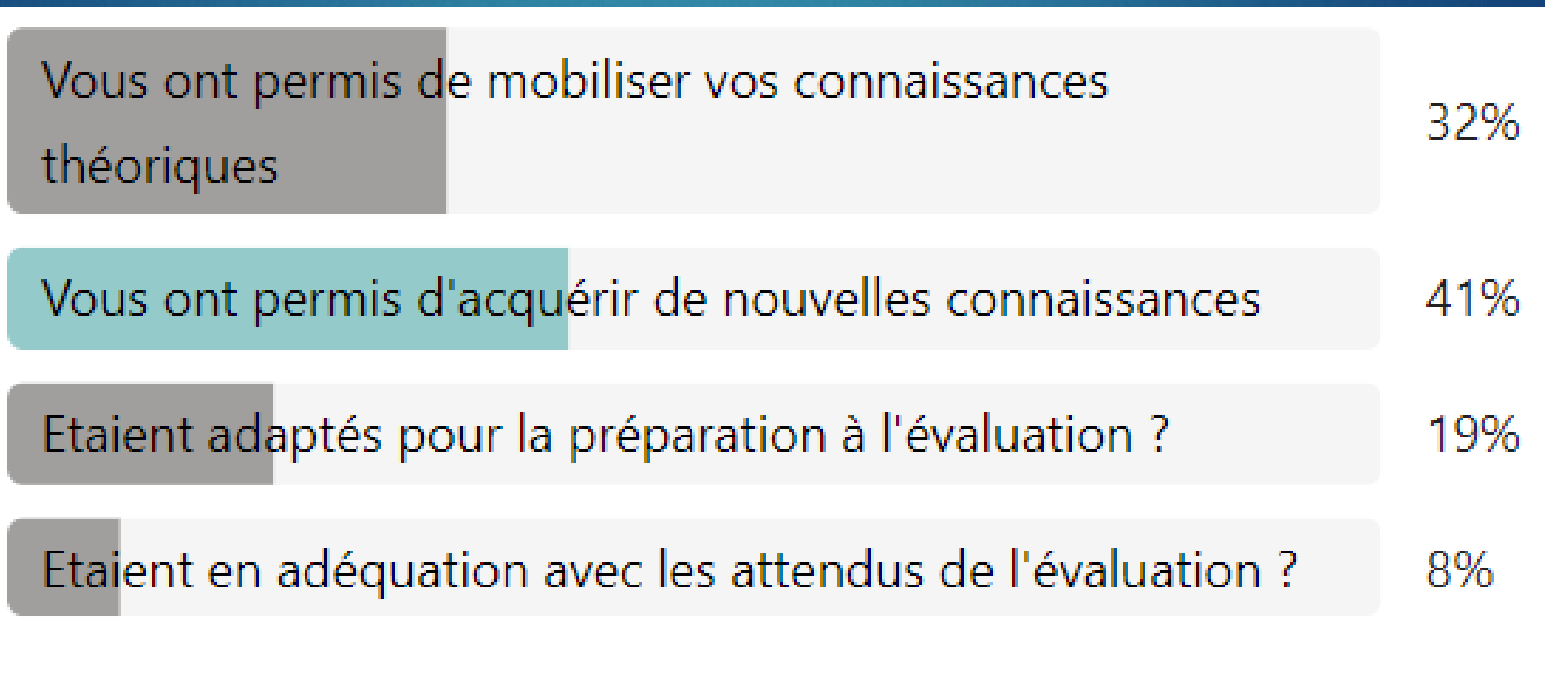 Vous ont permis de mobiliser vos connaissances
théoriques
32%
Vous ont permis d'acquérir de nouvelles connaissances
41%
Etaient adaptés pour la préparation à l'évaluation ?
19%
Etaient en adéquation avec les attendus de l'évaluation ?
8%